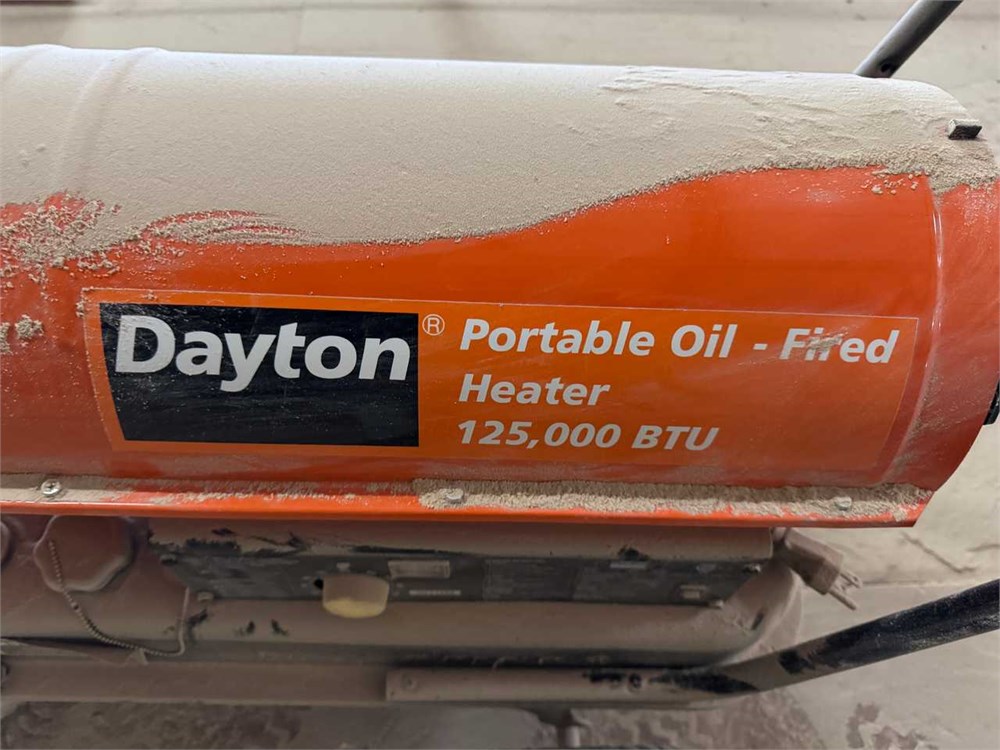 Dayton®
Portable Oil - Fired
Heater
125,000 BTU